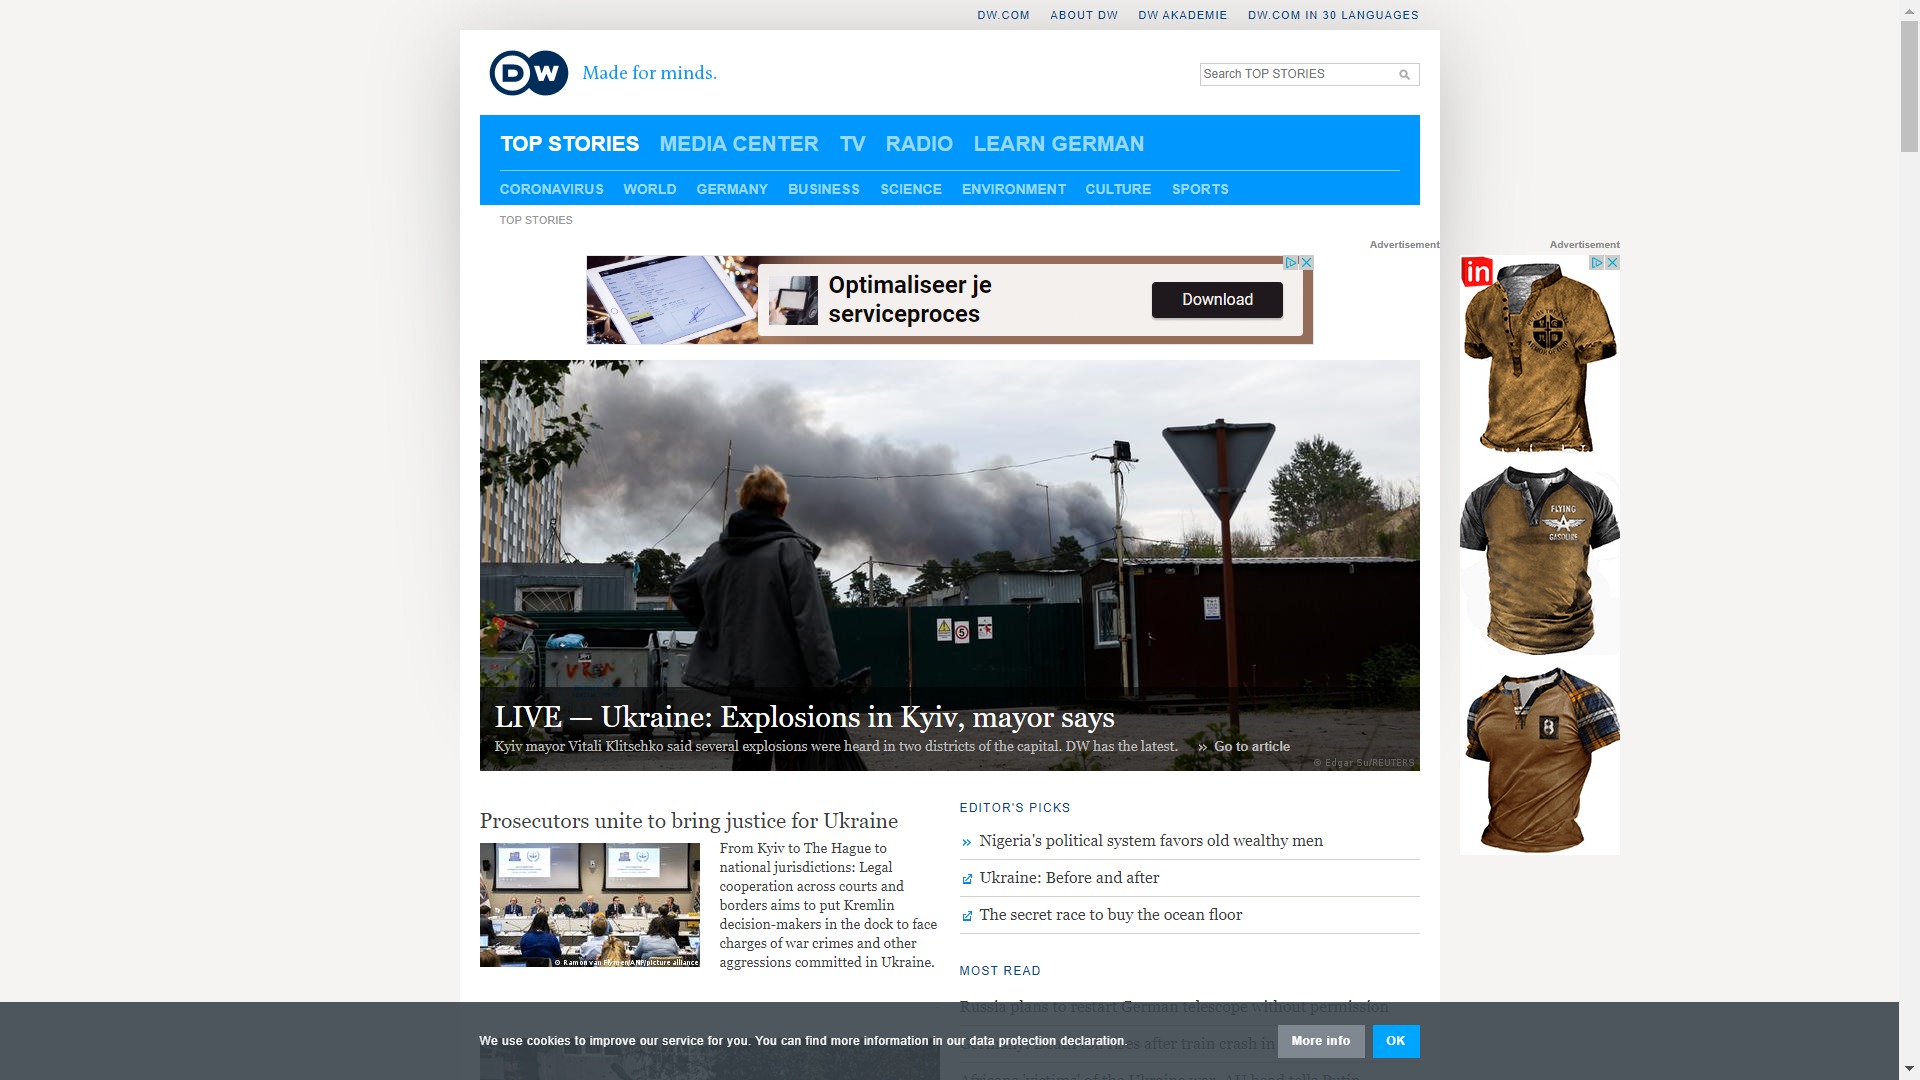 DW.COM ABOUT DW DW AKADEMIE DW.COM IN 30 LANGUAGES
DW Made for minds.
Search TOP STORIES
TOP STORIES MEDIA CENTER TV RADIO LEARN GERMAN
CORONAVIRUS WORLD GERMANY BUSINESS SCIENCE ENVIRONMENT CULTURE SPORTS
TOP STORIES
Advertisement
Advertisement
Optimaliseer je
serviceproces
Download
in
FLYING
GASOLINE
8
LIVE — Ukraine: Explosions in Kyiv, mayor says
Kyiv mayor Vitali Klitschko said several explosions were heard in two districts of the capital. DW has the latest. » Go to article
© Edgar Su/REUTERS
Prosecutors unite to bring justice for Ukraine
From Kyiv to The Hague to
national jurisdictions: Legal
cooperation across courts and
borders aims to put Kremlin
decision-makers in the dock to face
charges of war crimes and other
aggressions committed in Ukraine.
© Ramon van Flymen/ANP/picture alliance
EDITOR'S PICKS
» Nigeria's political system favors old wealthy men
Ukraine: Before and after
The secret race to buy the ocean floor
MOST READ
Russia plans to restart German telescope without permission
after train crash in
We use cookies to improve our service for you. You can find more information in our data protection declaration.
More info
OK